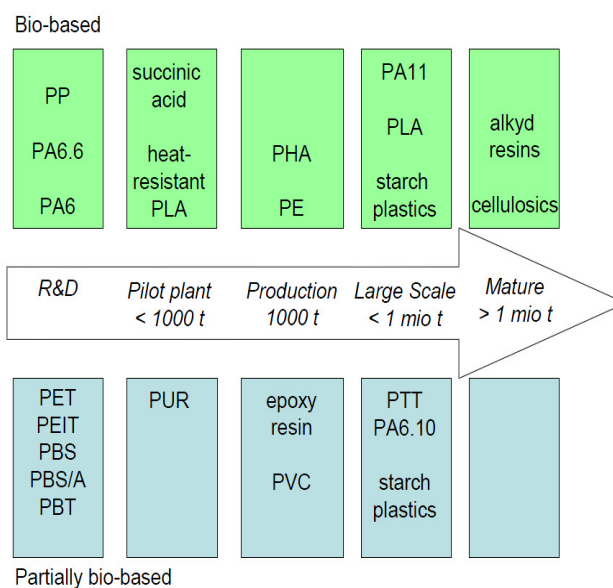 Bio-based
PP
PA6.6
PA6
succinic
acid
heat-
resistant
PLA
PHA
PE
PA11
PLA
starch
plastics
alkyd
resins
cellulosics
R&D
Pilot plant
< 1000 t
Production
1000 t
Large Scale
< 1 mio t
Mature
> 1 mio t
PET
PEIT
PBS
PBS/A
PBT
PUR
epoxy
resin
PVC
PTT
PA6.10
starch
plastics
Partially bio-based